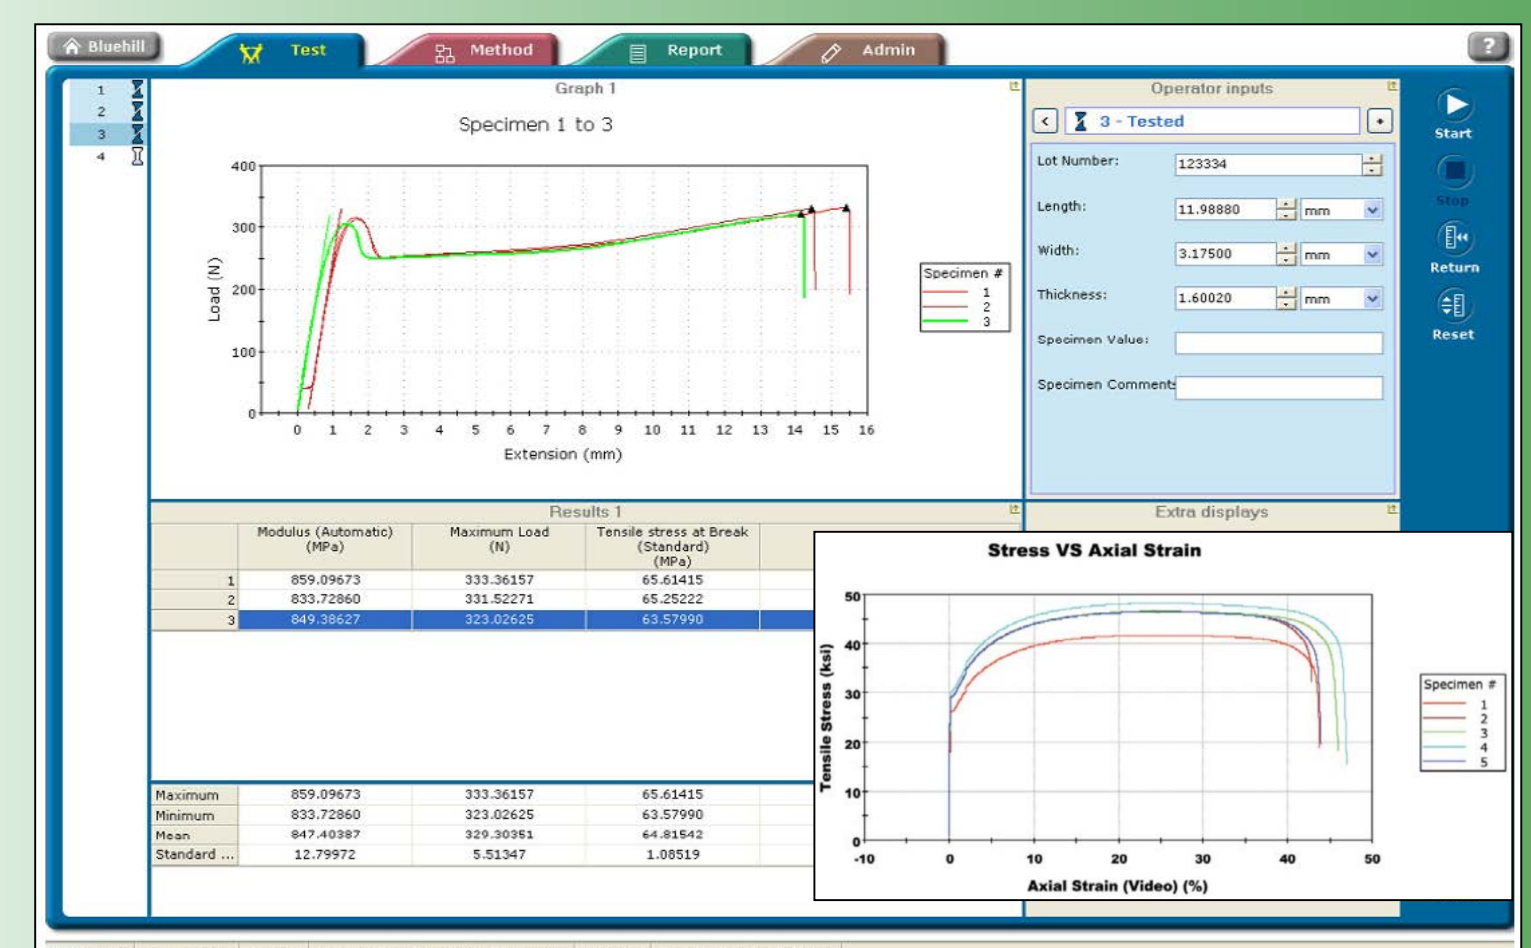 Bluehill
Test
Method
Report
Admin
?
1
2
3
4
Graph 1
Specimen 1 to 3
400
300
200
100
0
Load (N)
0 1 2 3 4 5 6 7 8 9 10 11 12 13 14 15 16
Extension (mm)
Specimen #
1
2
3
Operator inputs
< 3 - Tested
Lot Number: 123334
Length: 11.98880 mm
Width: 3.17500 mm
Thickness: 1.60020 mm
Specimen Value:
Specimen Comments
Start
Stop
Return
Reset
Results 1
Modulus (Automatic) (MPa) Maximum Load (N) Tensile stress at Break (Standard) (MPa)
1 859.09673 333.36157 65.61415
2 833.72860 331.52271 65.25222
3 849.38627 323.02625 63.57990
Maximum 859.09673 333.36157 65.61415
Minimum 833.72860 323.02625 63.57990
Mean 847.40387 329.30351 64.81542
Standard ... 12.79972 5.51347 1.08519
Extra displays
Stress VS Axial Strain
50
40
30
20
10
0
Tensile Stress (ksi)
-10 0 10 20 30 40 50
Axial Strain (Video) (%)
Specimen #
1
2
3
4
5